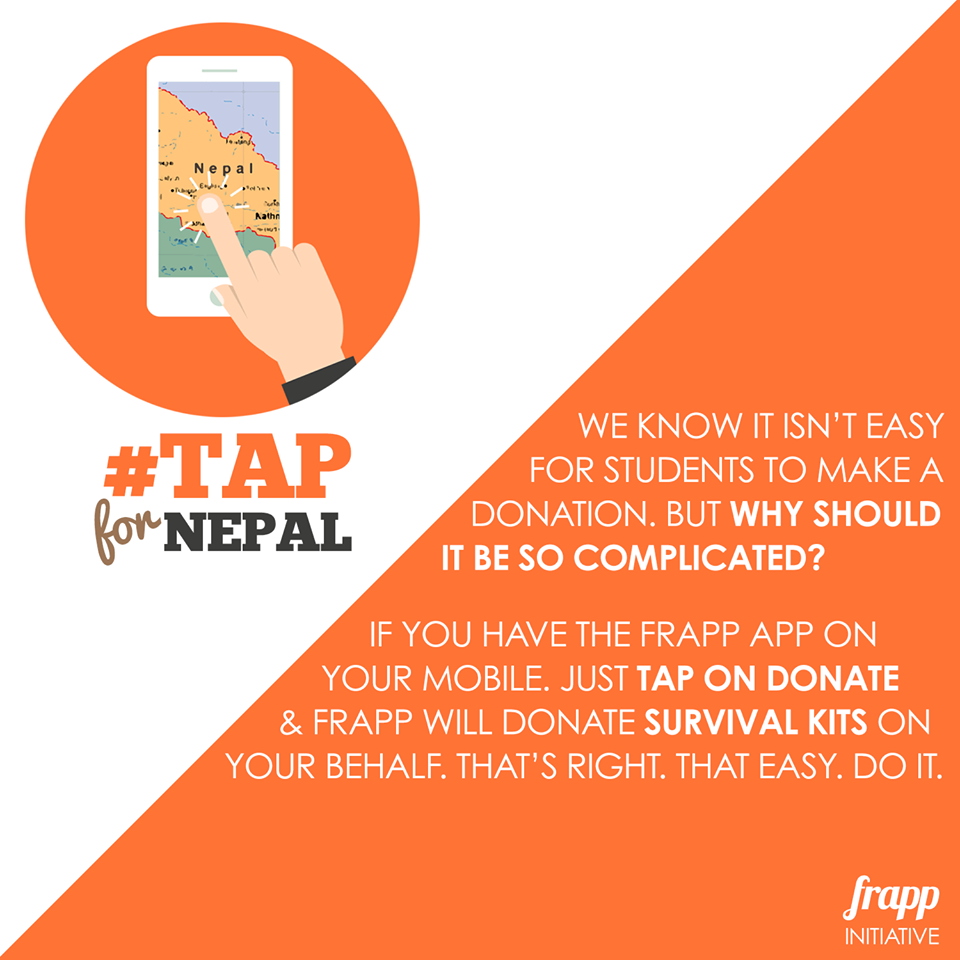 Nepal
Kathm
#TAP
for NEPAL
WE KNOW IT ISN'T EASY
FOR STUDENTS TO MAKE A
DONATION. BUT WHY SHOULD
IT BE SO COMPLICATED?
IF YOU HAVE THE FRAPP APP ON
YOUR MOBILE. JUST TAP ON DONATE
& FRAPP WILL DONATE SURVIVAL KITS ON
YOUR BEHALF. THAT'S RIGHT. THAT EASY. DO IT.
frapp
INITIATIVE